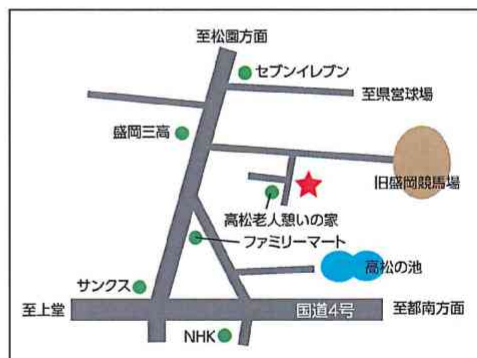 至松園方面
セブンイレブン
至県営球場
盛岡三高
旧盛岡競馬場
高松老人憩いの家
ファミリーマート
高松の池
サンクス
至上堂
国道4号
至都南方面
NHK